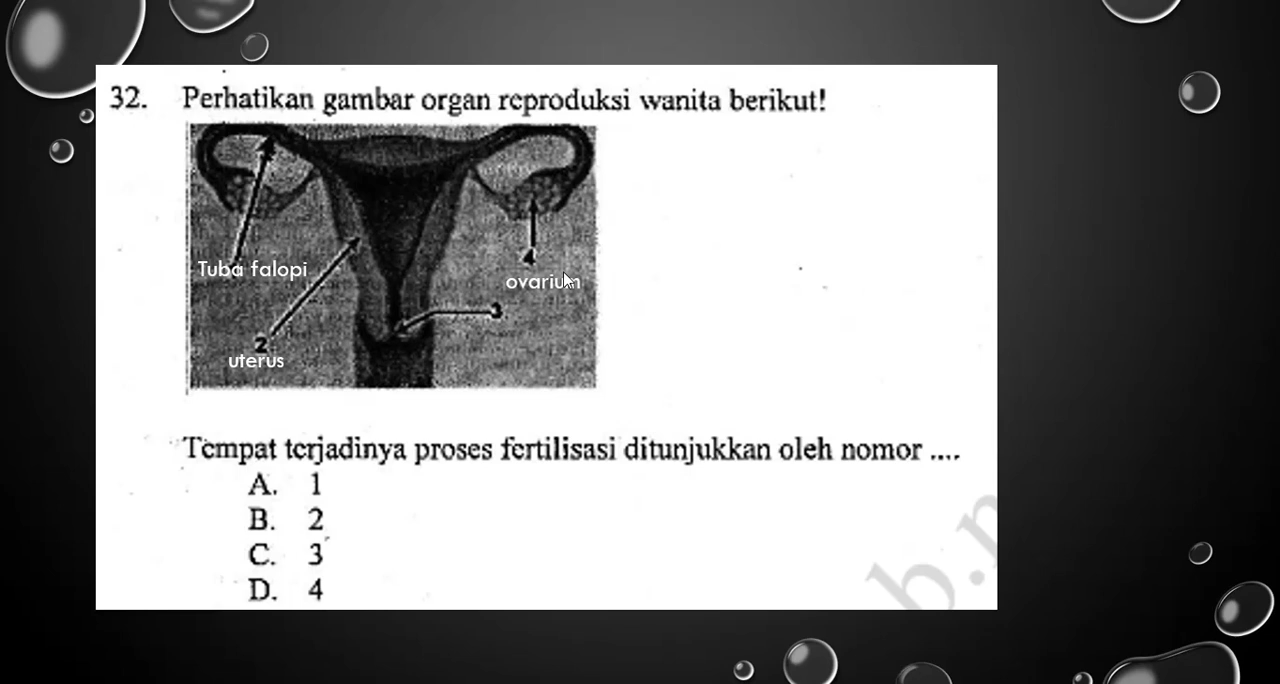 32. Perhatikan gambar organ reproduksi wanita berikut!
Tuba falopi
4
ovarium
3
2
uterus
Tempat terjadinya proses fertilisasi ditunjukkan oleh nomor ....
A. 1
B. 2
C. 3
D. 4
b.n